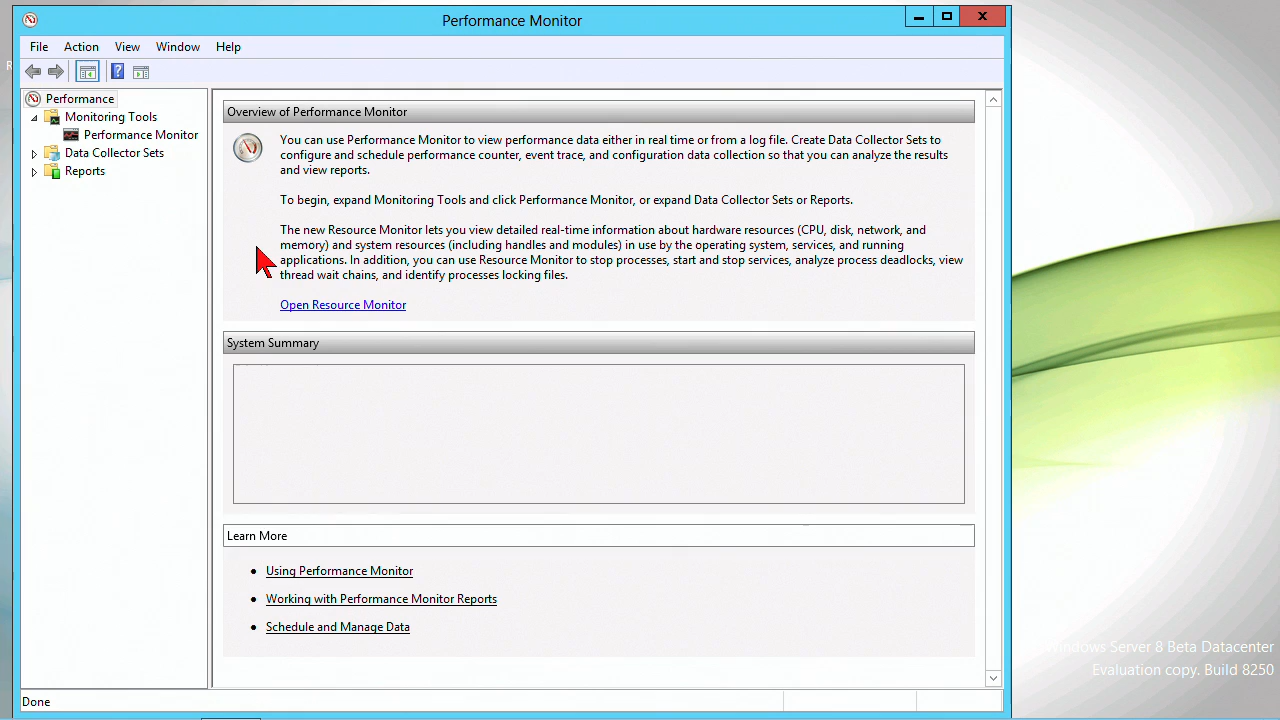 Performance Monitor
File Action View Window Help
Performance
Monitoring Tools
Performance Monitor
Data Collector Sets
Reports
Overview of Performance Monitor
You can use Performance Monitor to view performance data either in real time or from a log file. Create Data Collector Sets to
configure and schedule performance counter, event trace, and configuration data collection so that you can analyze the results
and view reports.
To begin, expand Monitoring Tools and click Performance Monitor, or expand Data Collector Sets or Reports.
The new Resource Monitor lets you view detailed real-time information about hardware resources (CPU, disk, network, and
memory) and system resources (including handles and modules) in use by the operating system, services, and running
applications. In addition, you can use Resource Monitor to stop processes, start and stop services, analyze process deadlocks, view
thread wait chains, and identify processes locking files.
Open Resource Monitor
System Summary
Learn More
Using Performance Monitor
Working with Performance Monitor Reports
Schedule and Manage Data
Done
Windows Server 8 Beta Datacenter
Evaluation copy. Build 8250